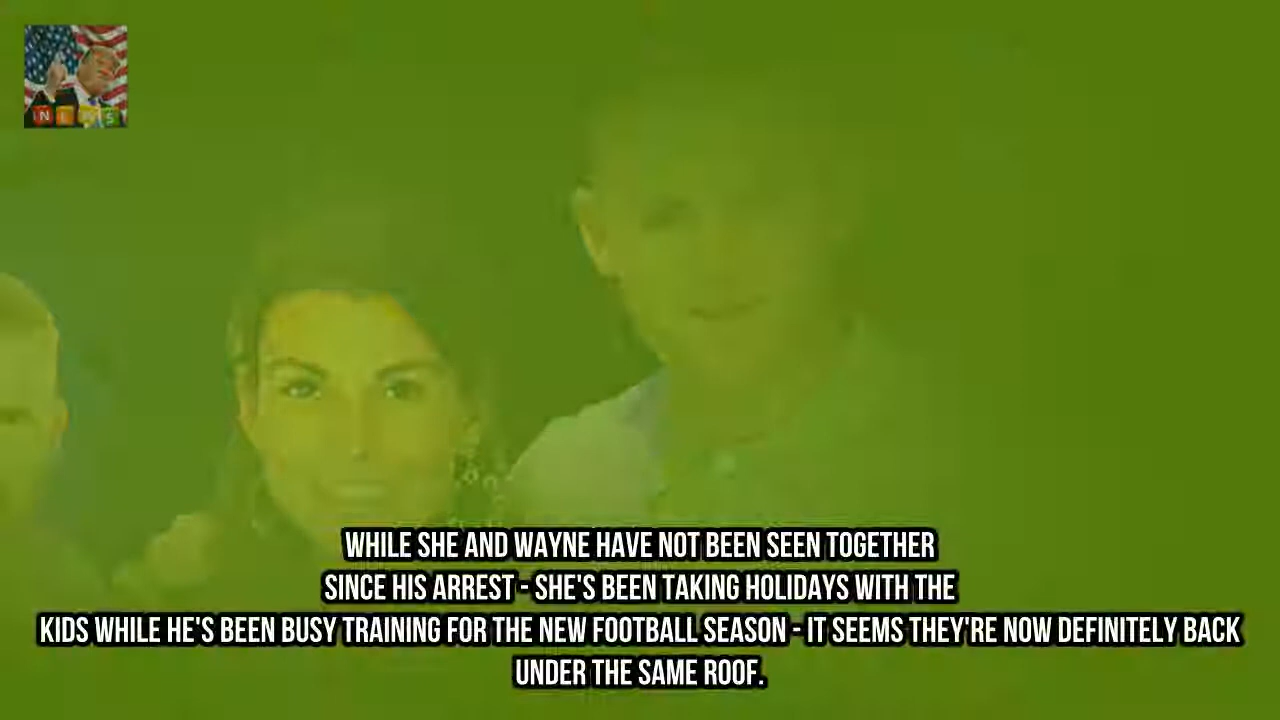 NEWS
WHILE SHE AND WAYNE HAVE NOT BEEN SEEN TOGETHER
SINCE HIS ARREST - SHE'S BEEN TAKING HOLIDAYS WITH THE
KIDS WHILE HE'S BEEN BUSY TRAINING FOR THE NEW FOOTBALL SEASON - IT SEEMS THEY'RE NOW DEFINITELY BACK
UNDER THE SAME ROOF.